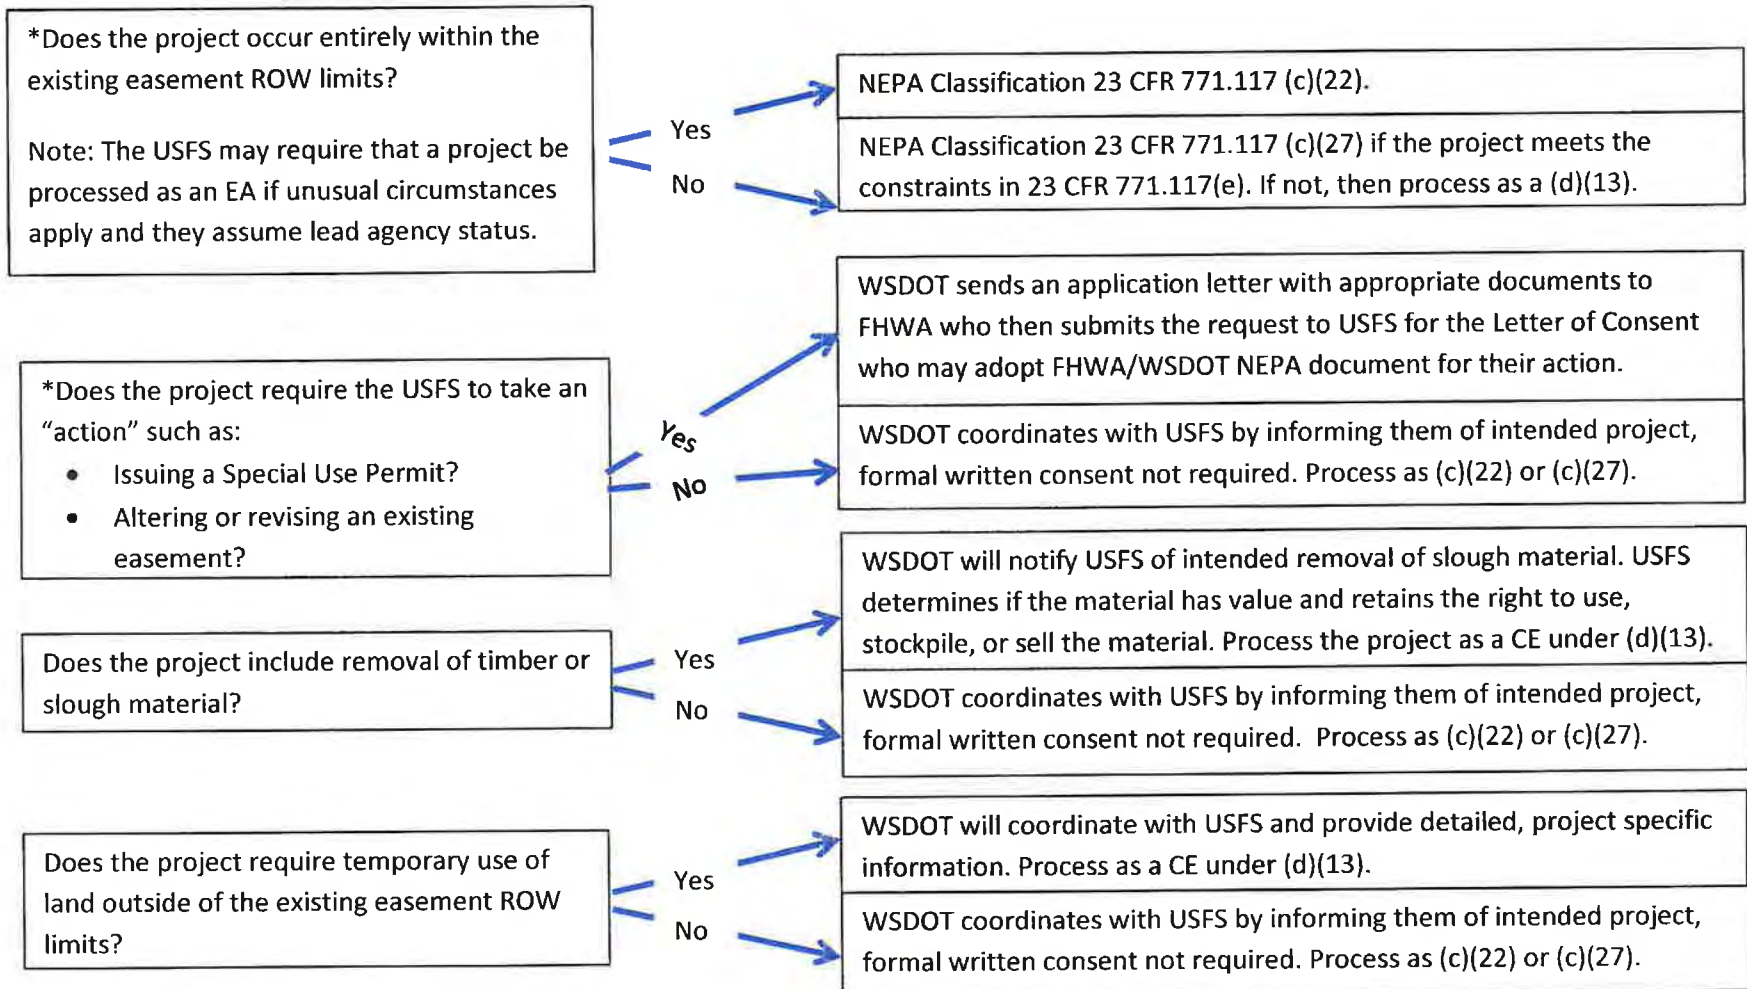 *Does the project occur entirely within the
existing easement ROW limits?
Note: The USFS may require that a project be
processed as an EA if unusual circumstances
apply and they assume lead agency status.
Yes
No
NEPA Classification 23 CFR 771.117 (c)(22).
NEPA Classification 23 CFR 771.117 (c)(27) if the project meets the
constraints in 23 CFR 771.117(e). If not, then process as a (d)(13).
*Does the project require the USFS to take an
“action” such as:
• Issuing a Special Use Permit?
• Altering or revising an existing
easement?
Yes
No
WSDOT sends an application letter with appropriate documents to
FHWA who then submits the request to USFS for the Letter of Consent
who may adopt FHWA/WSDOT NEPA document for their action.
WSDOT coordinates with USFS by informing them of intended project,
formal written consent not required. Process as (c)(22) or (c)(27).
Does the project include removal of timber or
slough material?
Yes
No
WSDOT will notify USFS of intended removal of slough material. USFS
determines if the material has value and retains the right to use,
stockpile, or sell the material. Process the project as a CE under (d)(13).
WSDOT coordinates with USFS by informing them of intended project,
formal written consent not required. Process as (c)(22) or (c)(27).
Does the project require temporary use of
land outside of the existing easement ROW
limits?
Yes
No
WSDOT will coordinate with USFS and provide detailed, project specific
information. Process as a CE under (d)(13).
WSDOT coordinates with USFS by informing them of intended project,
formal written consent not required. Process as (c)(22) or (c)(27).